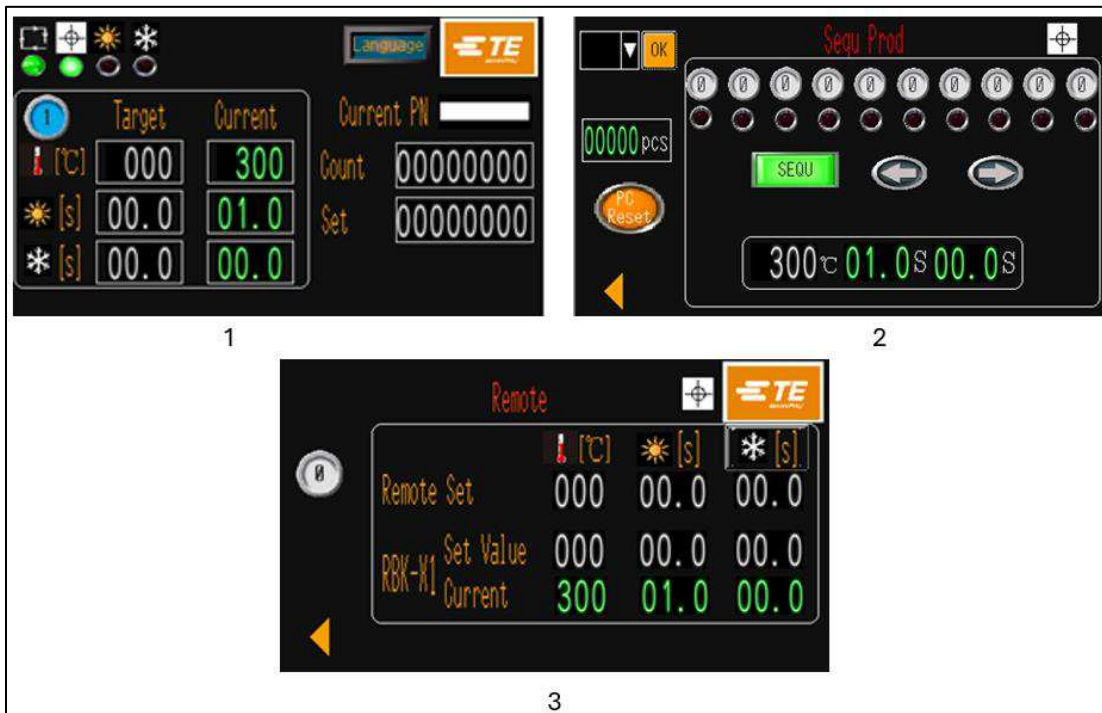 Language
TE
1 Target Current Current PN
[℃] 000 300 Count 00000000
[s] 00.0 01.0 Set 00000000
[s] 00.0 00.0
1
OK Sequ Prod
0 0 0 0 0 0 0 0 0 0
00000 pcs
SEQU
PC
Reset
300℃ 01.0S 00.0S
2
Remote TE
[℃] [s] [s]
0
Remote Set 000 00.0 00.0
RBK-X1 Set Value 000 00.0 00.0
Current 300 01.0 00.0
3